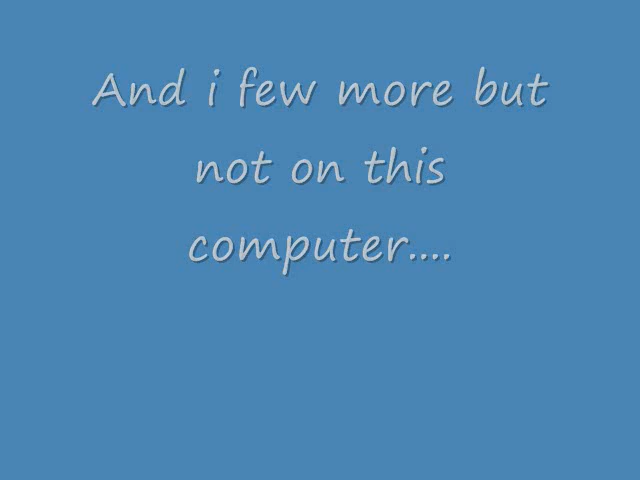 And i few more but
not on this
computer....